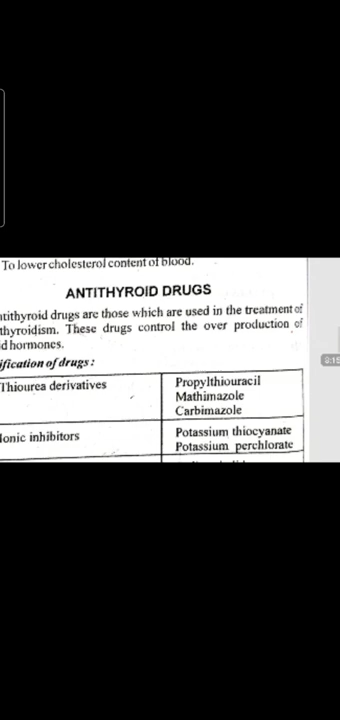 To lower cholesterol content of blood.
ANTITHYROID DRUGS
ntithyroid drugs are those which are used in the treatment of
thyroidism. These drugs control the over production of
id hormones.
ification of drugs :
Thiourea derivatives
Propylthiouracil
Mathimazole
Carbimazole
Ionic inhibitors
Potassium thiocyanate
Potassium perchlorate